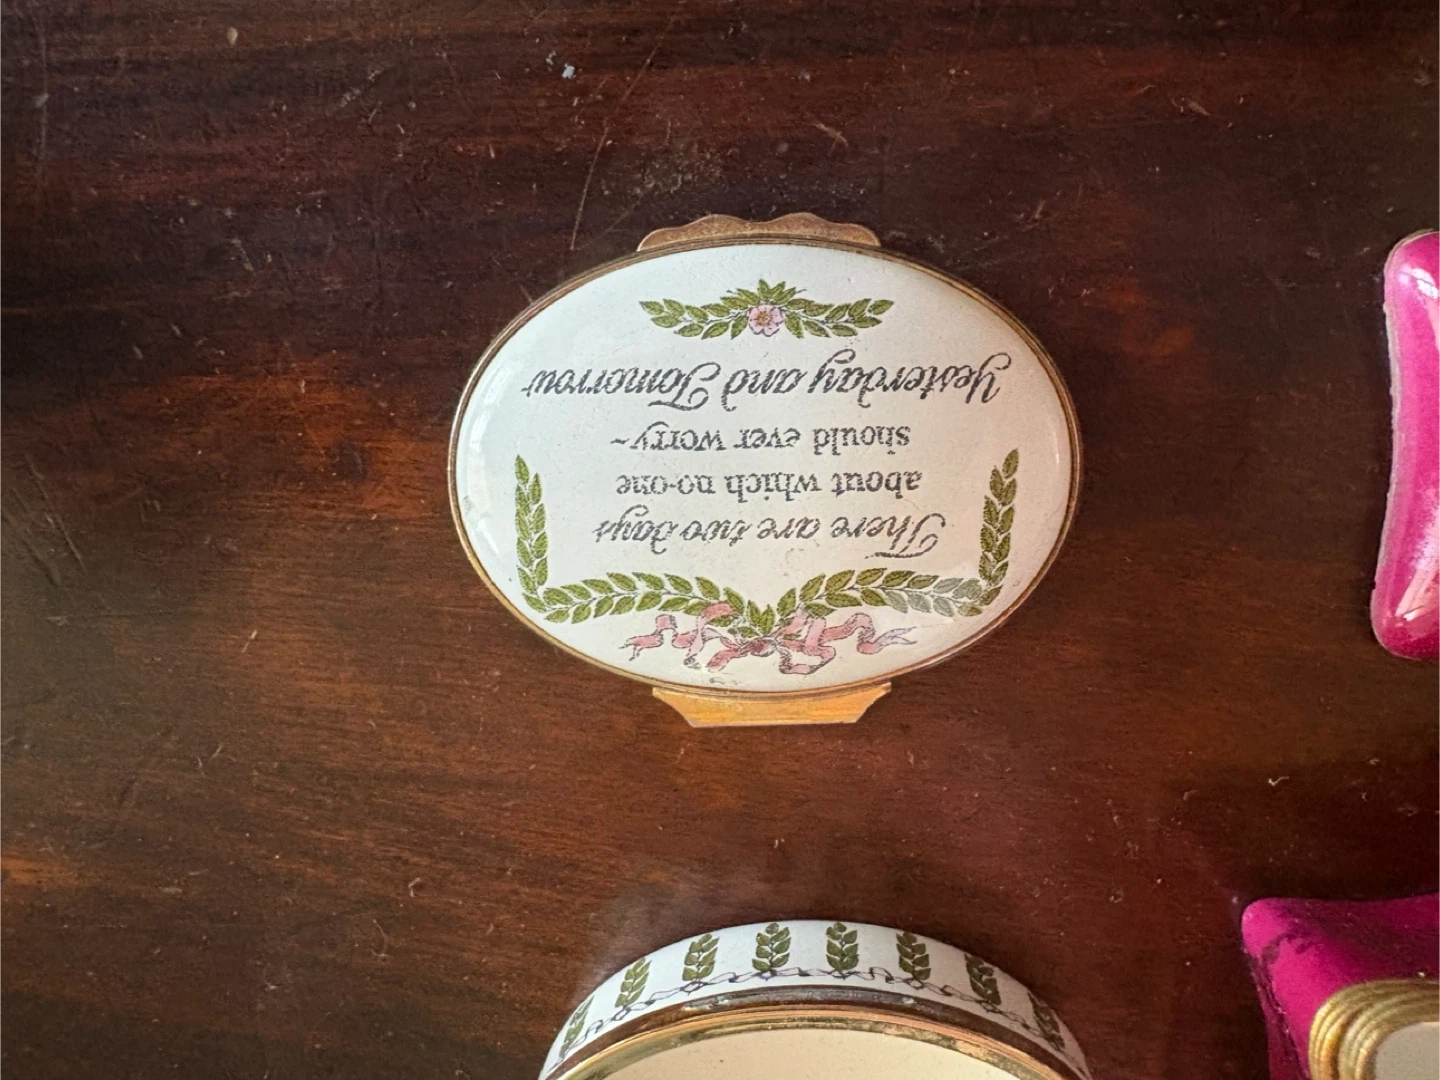 There are two days
about which no-one
should ever worry~
Yesterday and Tomorrow